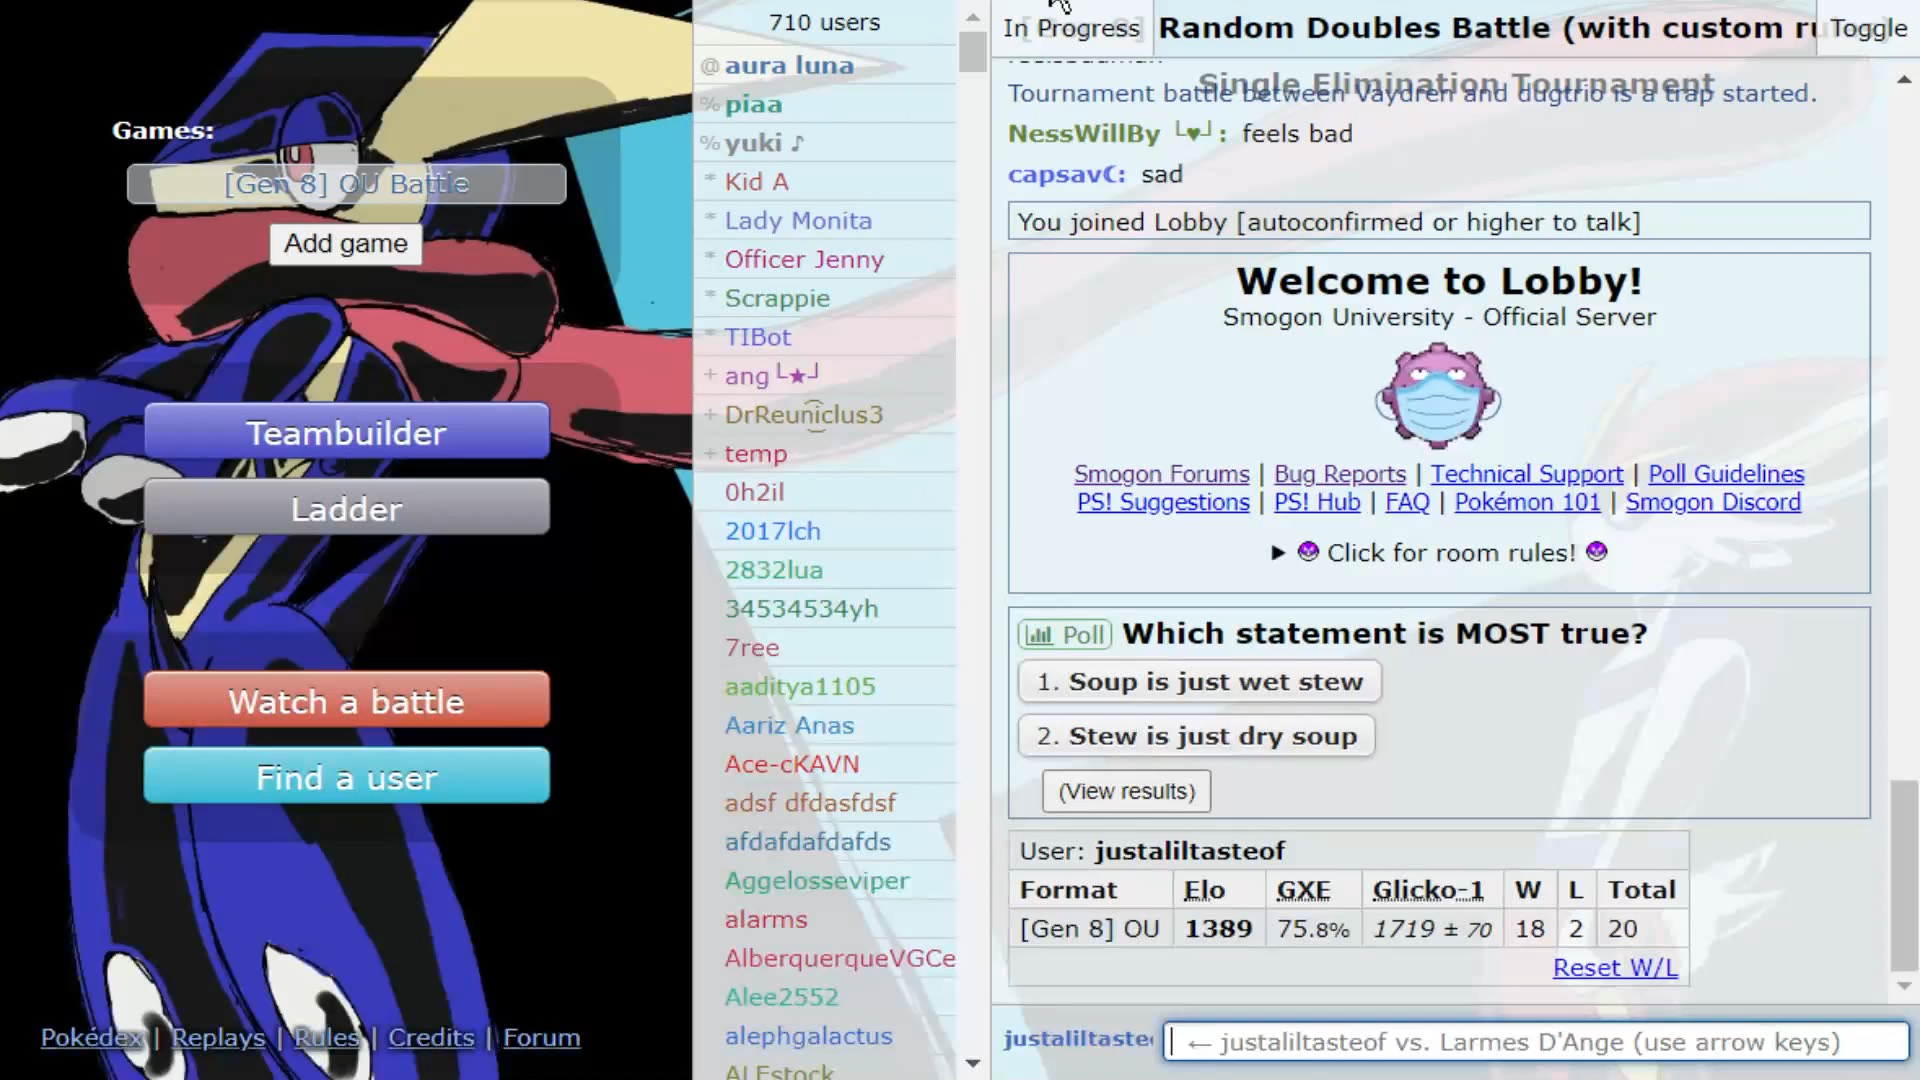 Games:
[Gen 8] OU Battle
Add game
Teambuilder
Ladder
Watch a battle
Find a user
Pokédex | Replays | Rules | Credits | Forum
710 users
@ aura luna
% piaa
% yuki ♪
* Kid A
* Lady Monita
* Officer Jenny
* Scrappie
* TIBot
+ ang ╰★╯
+ DrReuniclus3
+ temp
0h2il
2017lch
2832lua
34534534yh
7ree
aaditya1105
Aariz Anas
Ace-cKAVN
adsf dfdasfdsf
afdafdafdafds
Aggelosseviper
alarms
AlberquerqueVGCe
Alee2552
alephgalactus
ALEstock
In Progress
Random Doubles Battle (with custom ru
Toggle
Single Elimination Tournament
Tournament battle between Vaydren and dugtrio is a trap started.
NessWillBy ╰♥╯: feels bad
capsav☾: sad
You joined Lobby [autoconfirmed or higher to talk]
Welcome to Lobby!
Smogon University - Official Server
Smogon Forums | Bug Reports | Technical Support | Poll Guidelines
PS! Suggestions | PS! Hub | FAQ | Pokémon 101 | Smogon Discord
▶ Click for room rules!
Poll Which statement is MOST true?
1. Soup is just wet stew
2. Stew is just dry soup
(View results)
User: justaliltasteof
Format Elo GXE Glicko-1 W L Total
[Gen 8] OU 1389 75.8% 1719 ± 70 18 2 20
Reset W/L
justaliltaste
← justaliltasteof vs. Larmes D'Ange (use arrow keys)